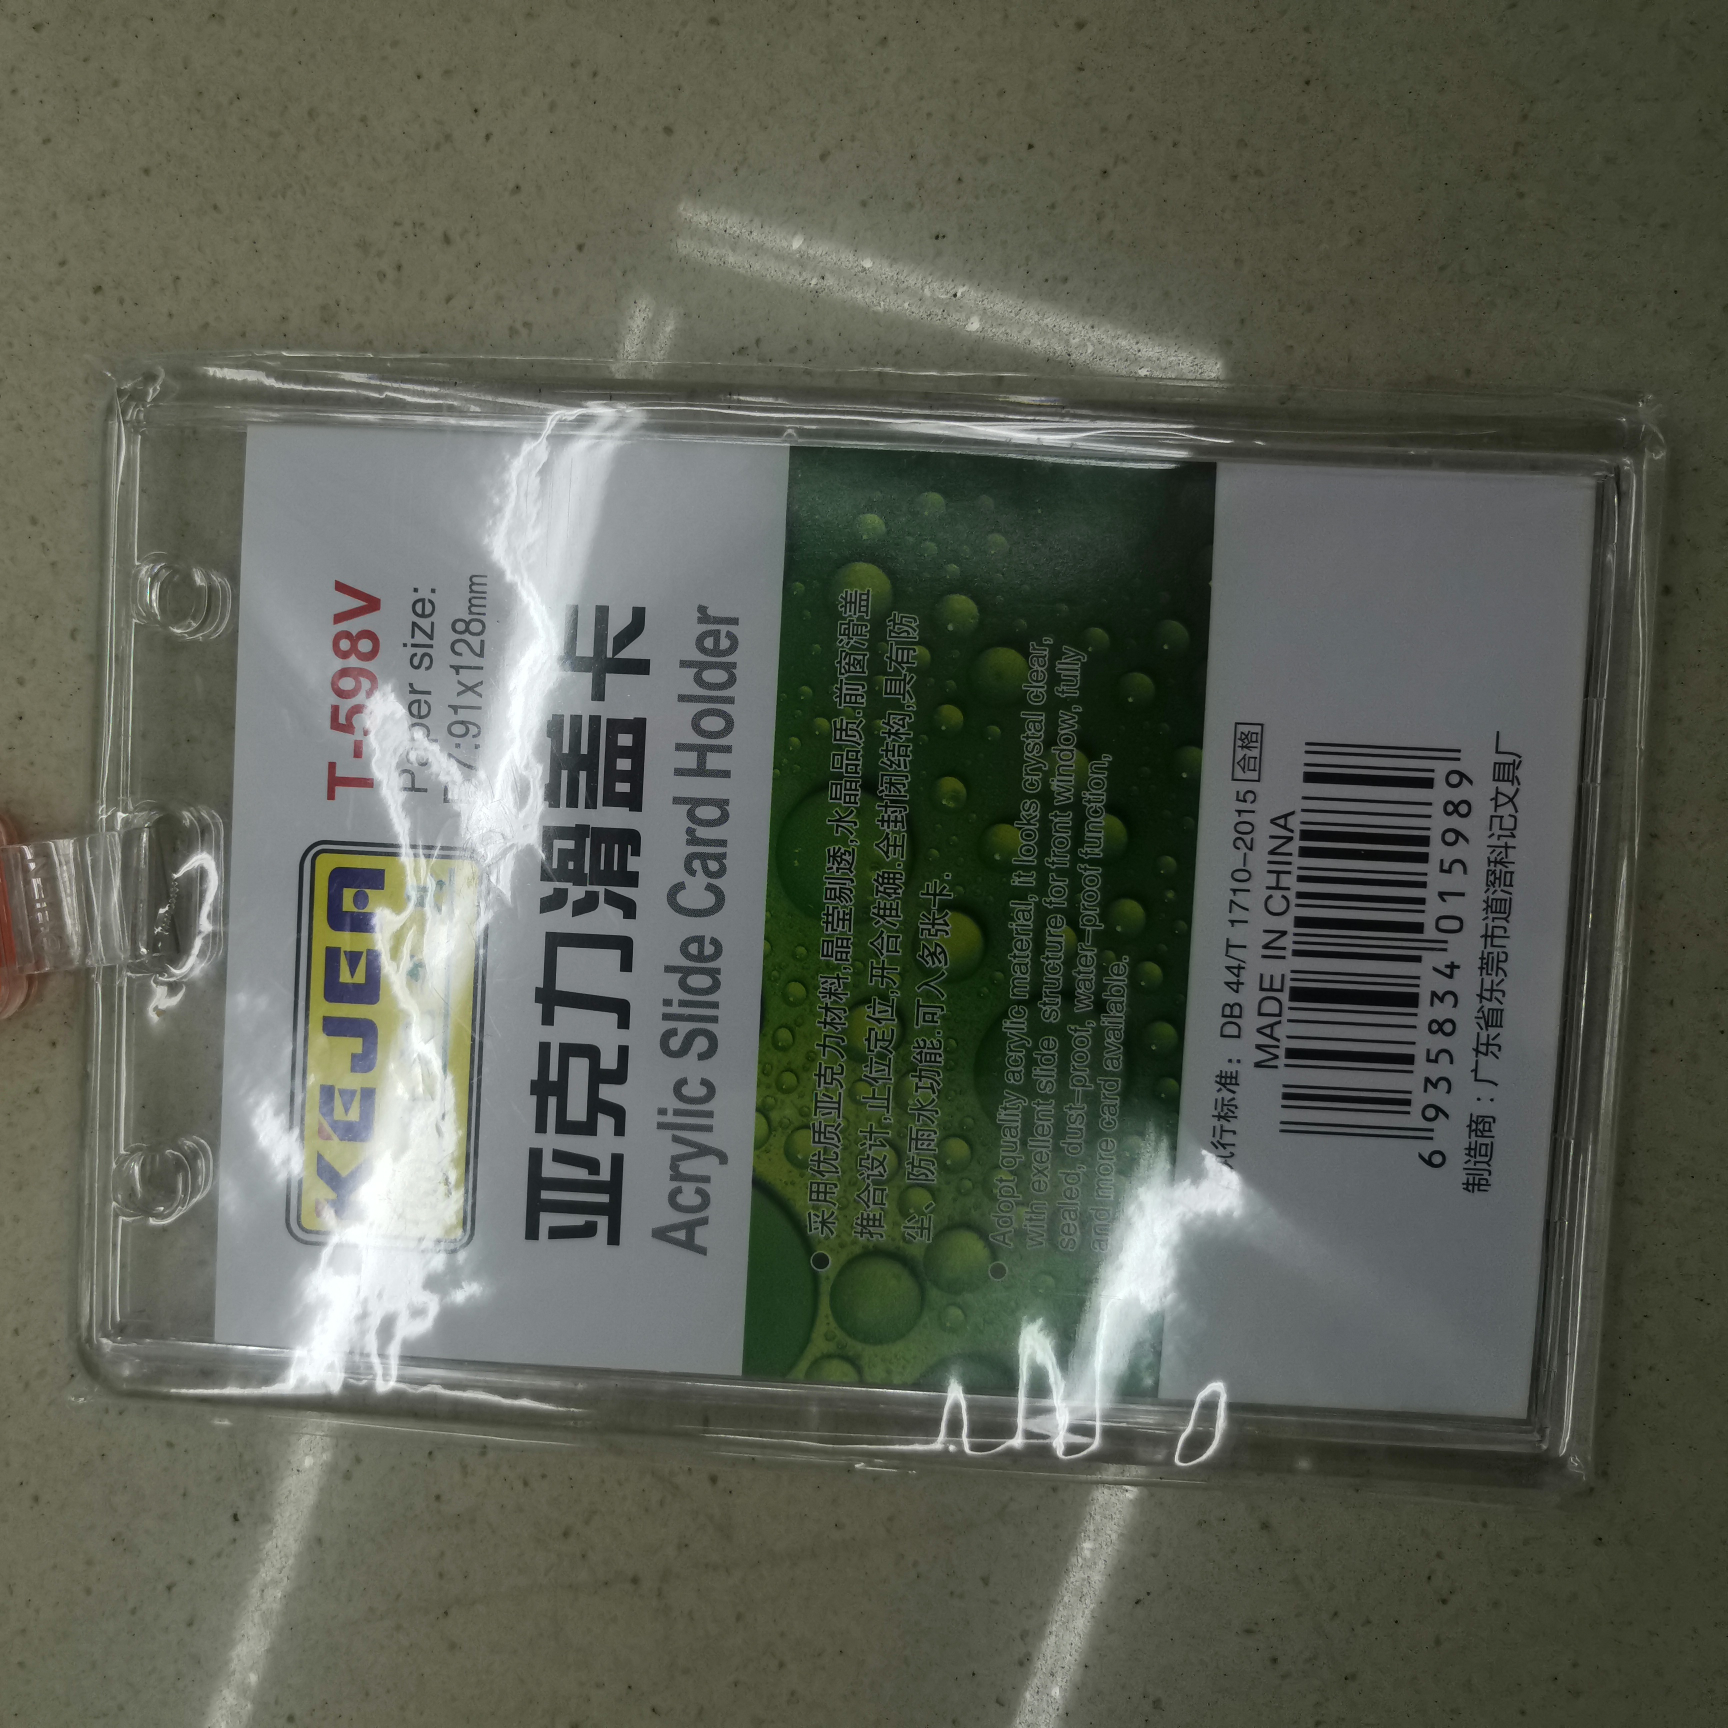 KEJEA
T-598V
Paper size:
:91x128mm
亚克力滑盖卡
Acrylic Slide Card Holder
● 采用优质亚克力材料,晶莹剔透,水晶品质.前窗滑盖
推合设计,止位定位,开合准确.全封闭结构,具有防
尘、防雨水功能.可入多张卡.
● Adopt quality acrylic material, it looks crystal clear,
with exellent slide structure for front window, fully
sealed, dust-proof, water-proof function,
and more card available.
执行标准：DB 44/T 1710-2015 合格
MADE IN CHINA
6 935834 015989
制造商：广东省东莞市道滘科记文具厂